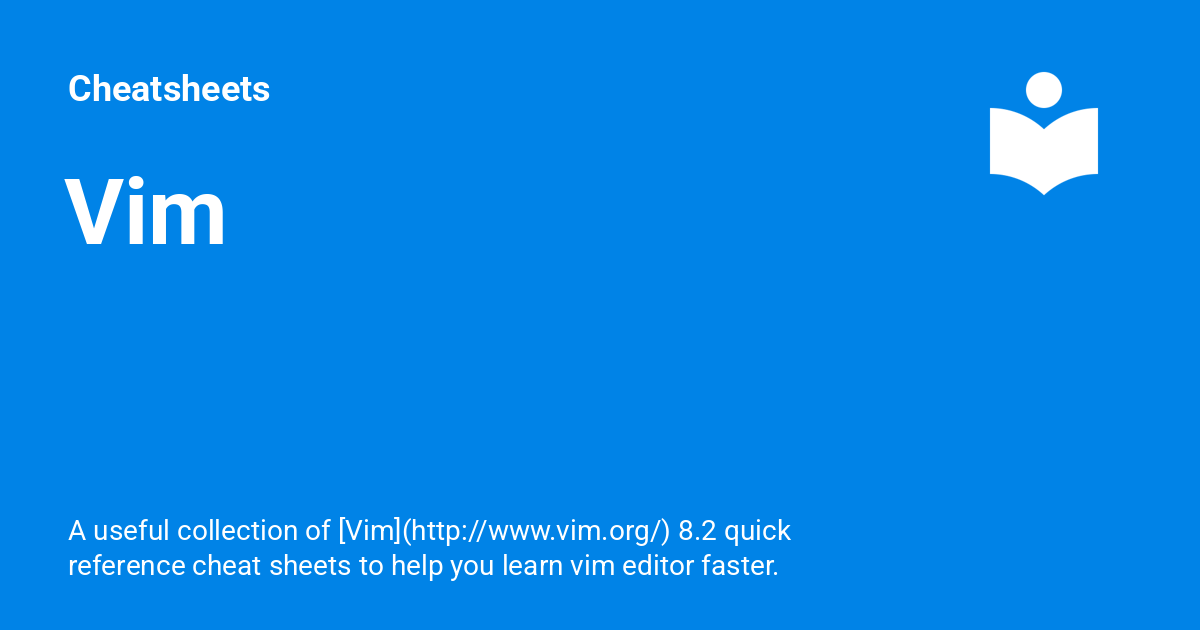 Cheatsheets
Vim
A useful collection of [Vim](http://www.vim.org/) 8.2 quick
reference cheat sheets to help you learn vim editor faster.